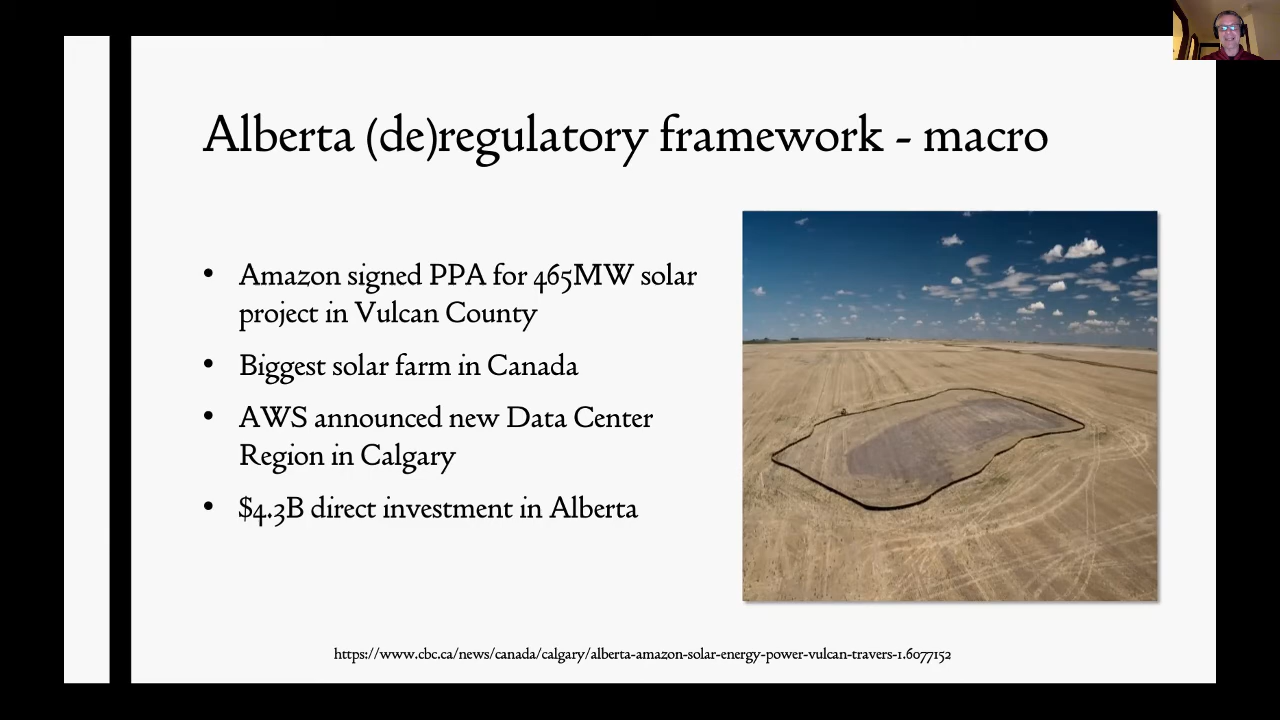 Alberta (de)regulatory framework - macro
• Amazon signed PPA for 465MW solar
project in Vulcan County
• Biggest solar farm in Canada
• AWS announced new Data Center
Region in Calgary
• $4.3B direct investment in Alberta
https://www.cbc.ca/news/canada/calgary/alberta-amazon-solar-energy-power-vulcan-travers-1.6077152